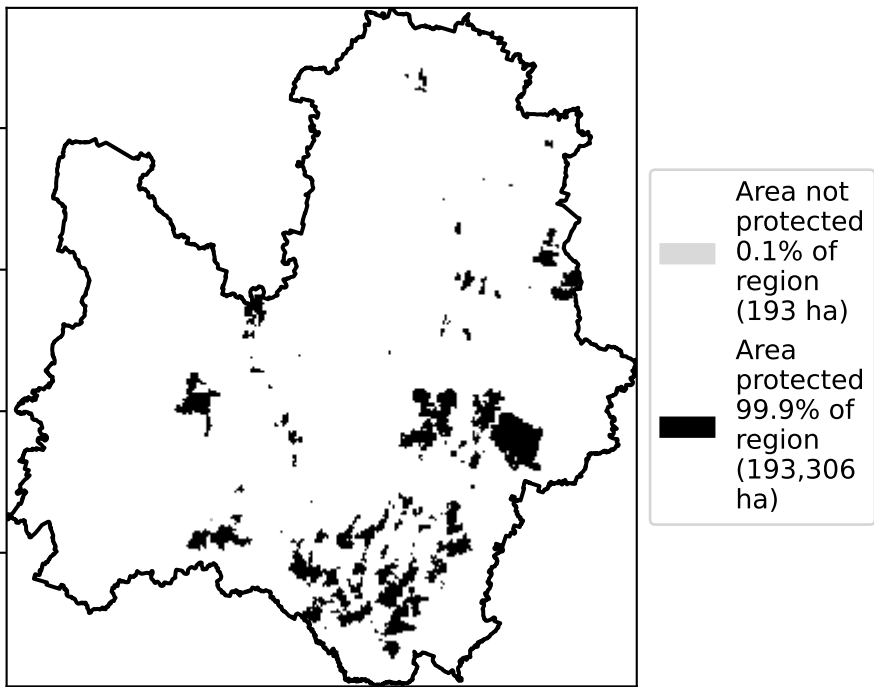 Area not
protected
0.1% of
region
(193 ha)
Area
protected
99.9% of
region
(193,306
ha)